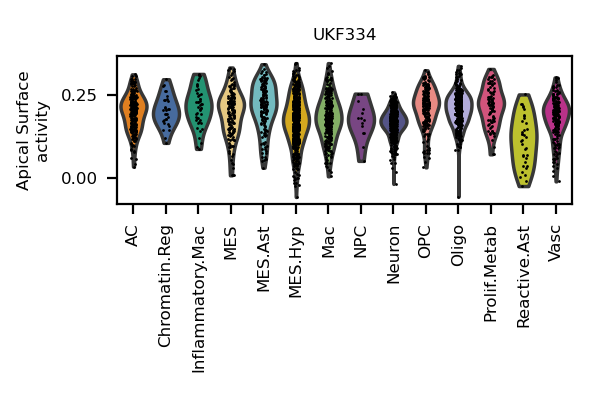 UKF334
Apical Surface
activity
0.25
0.00
AC
Chromatin.Reg
Inflammatory.Mac
MES
MES.Ast
MES.Hyp
Mac
NPC
Neuron
OPC
Oligo
Prolif.Metab
Reactive.Ast
Vasc